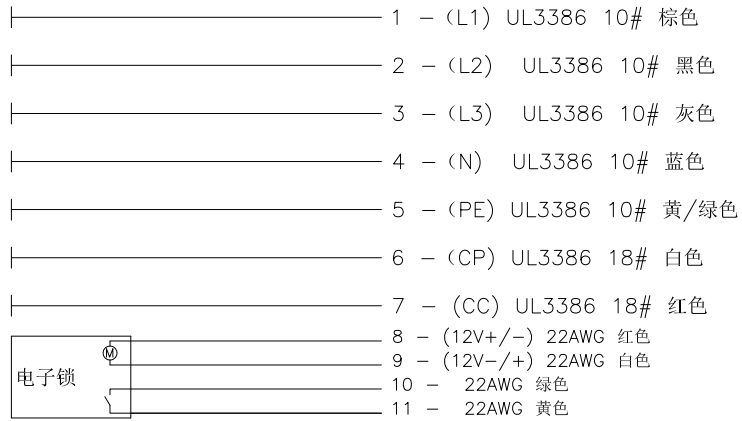 1 - (L1) UL3386 10# 棕色
2 - (L2) UL3386 10# 黑色
3 - (L3) UL3386 10# 灰色
4 - (N) UL3386 10# 蓝色
5 - (PE) UL3386 10# 黄/绿色
6 - (CP) UL3386 18# 白色
7 - (CC) UL3386 18# 红色
8 - (12V+/-) 22AWG 红色
M
9 - (12V-/+) 22AWG 白色
电子锁
10 - 22AWG 绿色
11 - 22AWG 黄色